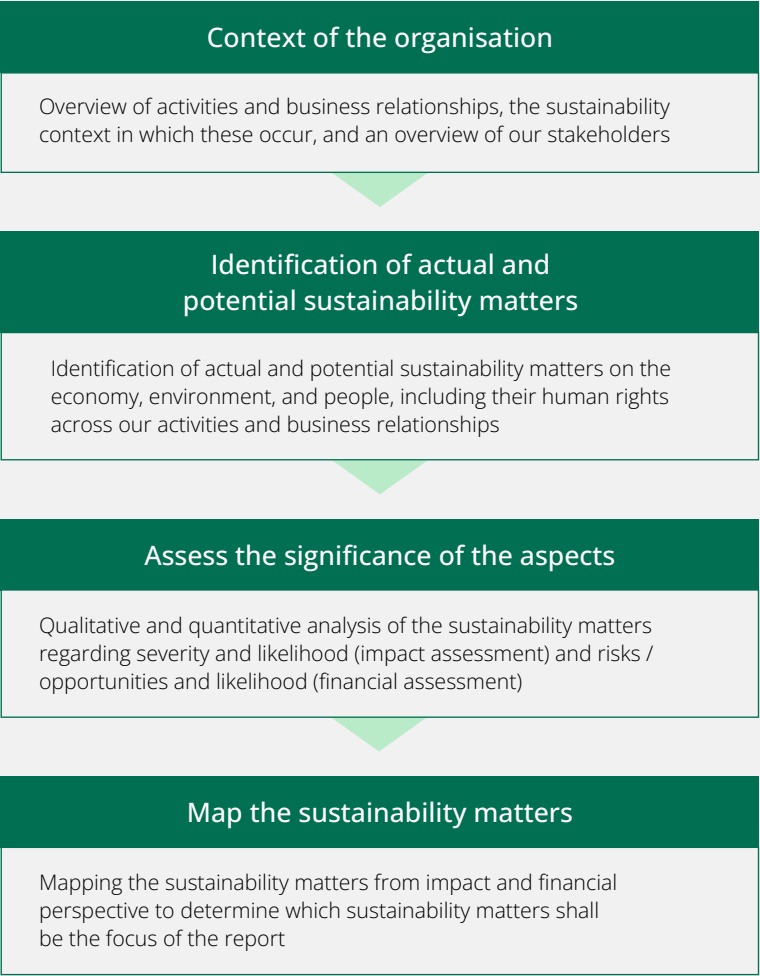 Context of the organisation
Overview of activities and business relationships, the sustainability
context in which these occur, and an overview of our stakeholders
Identification of actual and
potential sustainability matters
Identification of actual and potential sustainability matters on the
economy, environment, and people, including their human rights
across our activities and business relationships
Assess the significance of the aspects
Qualitative and quantitative analysis of the sustainability matters
regarding severity and likelihood (impact assessment) and risks /
opportunities and likelihood (financial assessment)
Map the sustainability matters
Mapping the sustainability matters from impact and financial
perspective to determine which sustainability matters shall
be the focus of the report